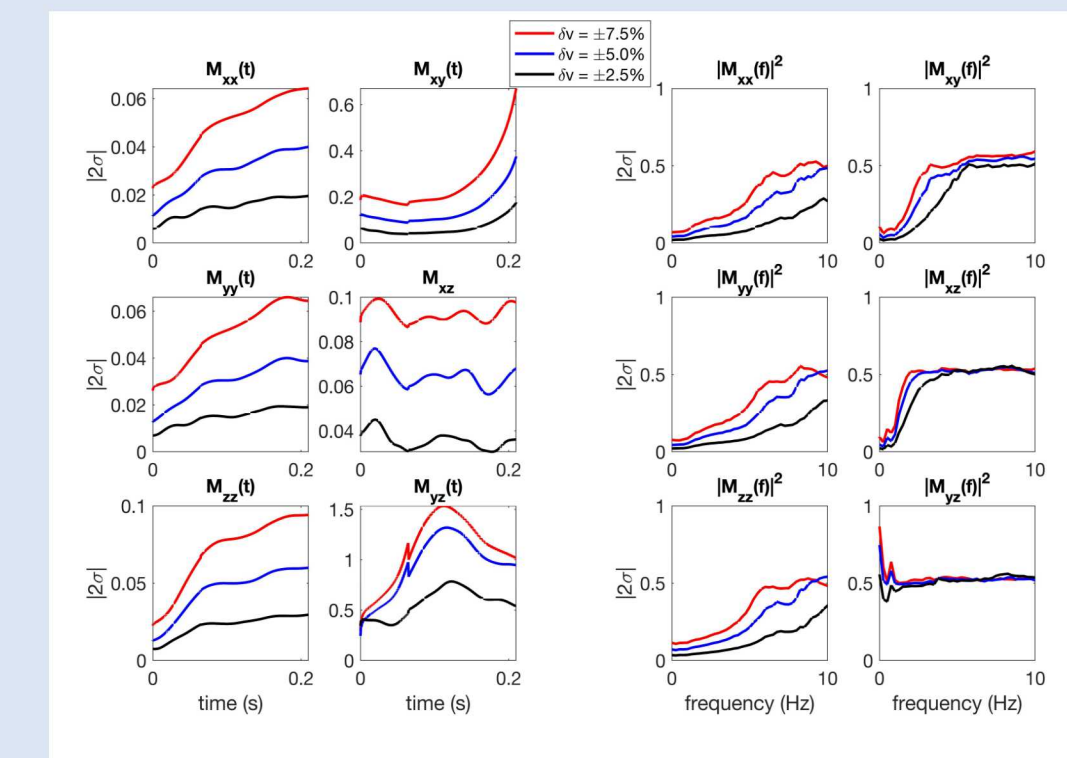 δv = ±7.5%
δv = ±5.0%
δv = ±2.5%
M_xx(t)
|2σ|
0.06
0.04
0.02
0
0 0.2
M_xy(t)
0.6
0.4
0.2
0
0 0.2
|M_xx(f)|^2
|2σ|
1
0.5
0
0 10
|M_xy(f)|^2
1
0.5
0
0 10
M_yy(t)
|2σ|
0.06
0.04
0.02
0
0 0.2
M_xz
0.1
0.08
0.06
0.04
0 0.2
|M_yy(f)|^2
|2σ|
1
0.5
0
0 10
|M_xz(f)|^2
1
0.5
0
0 10
M_zz(t)
|2σ|
0.1
0.05
0
0 0.2
time (s)
M_yz(t)
1.5
1
0.5
0
0 0.2
time (s)
|M_zz(f)|^2
|2σ|
1
0.5
0
0 10
frequency (Hz)
|M_yz(f)|^2
1
0.5
0
0 10
frequency (Hz)